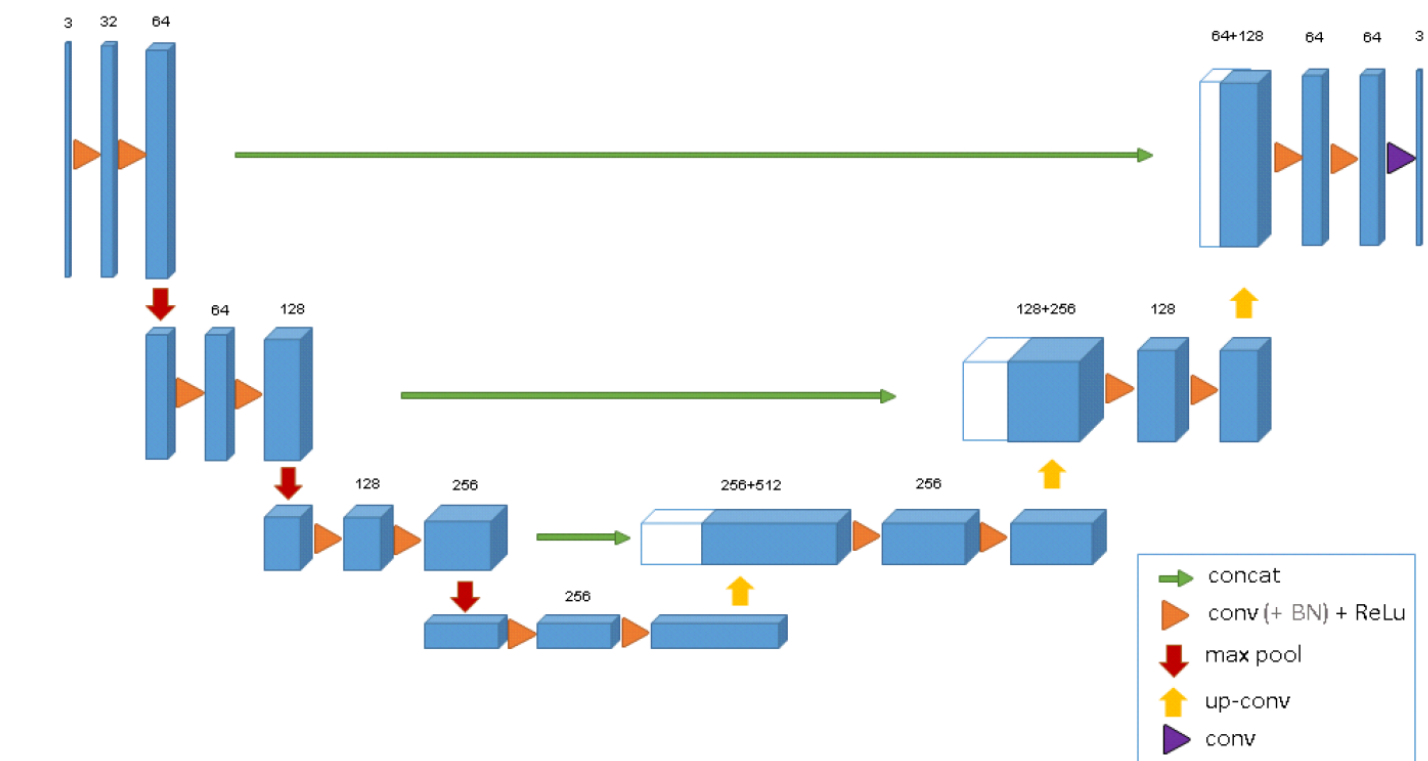 3 32 64
64+128 64 64 3
64 128
128+256 128
128 256
256+512 256
256
concat
conv (+ BN) + ReLu
max pool
up-conv
conv